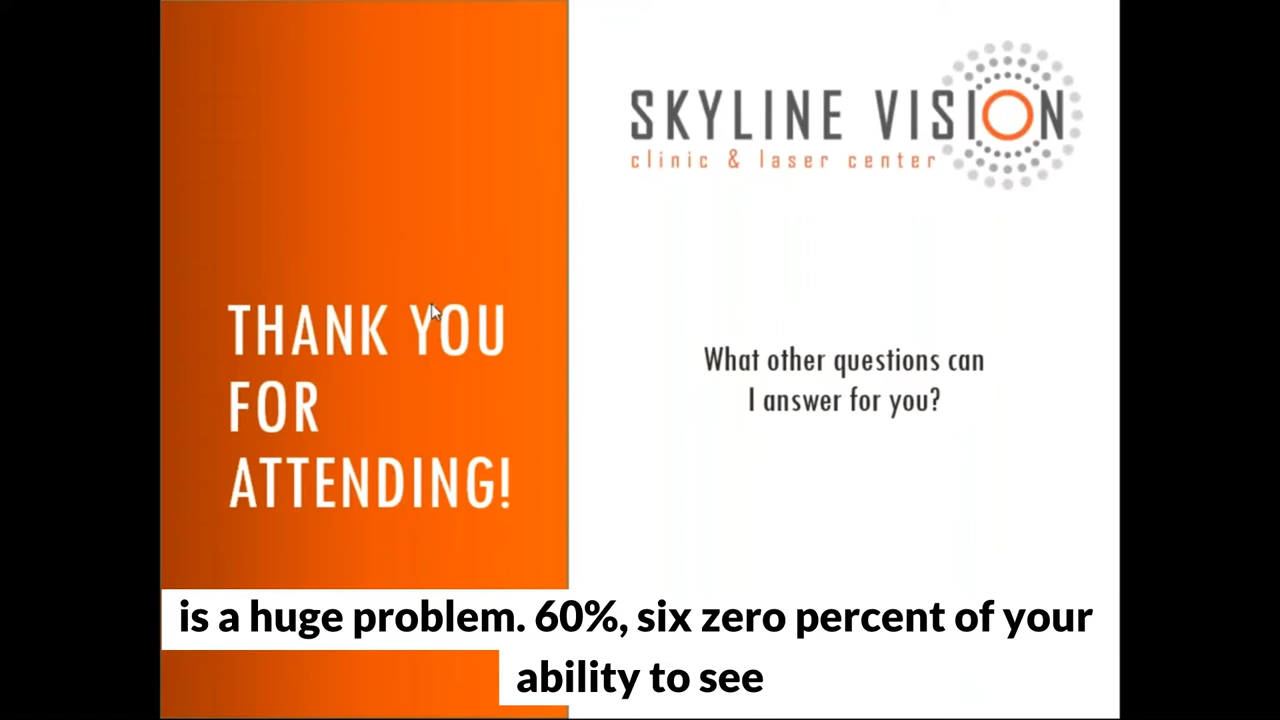 SKYLINE VISION
clinic & laser center
THANK YOU
FOR
ATTENDING!
What other questions can
I answer for you?
is a huge problem. 60%, six zero percent of your
ability to see